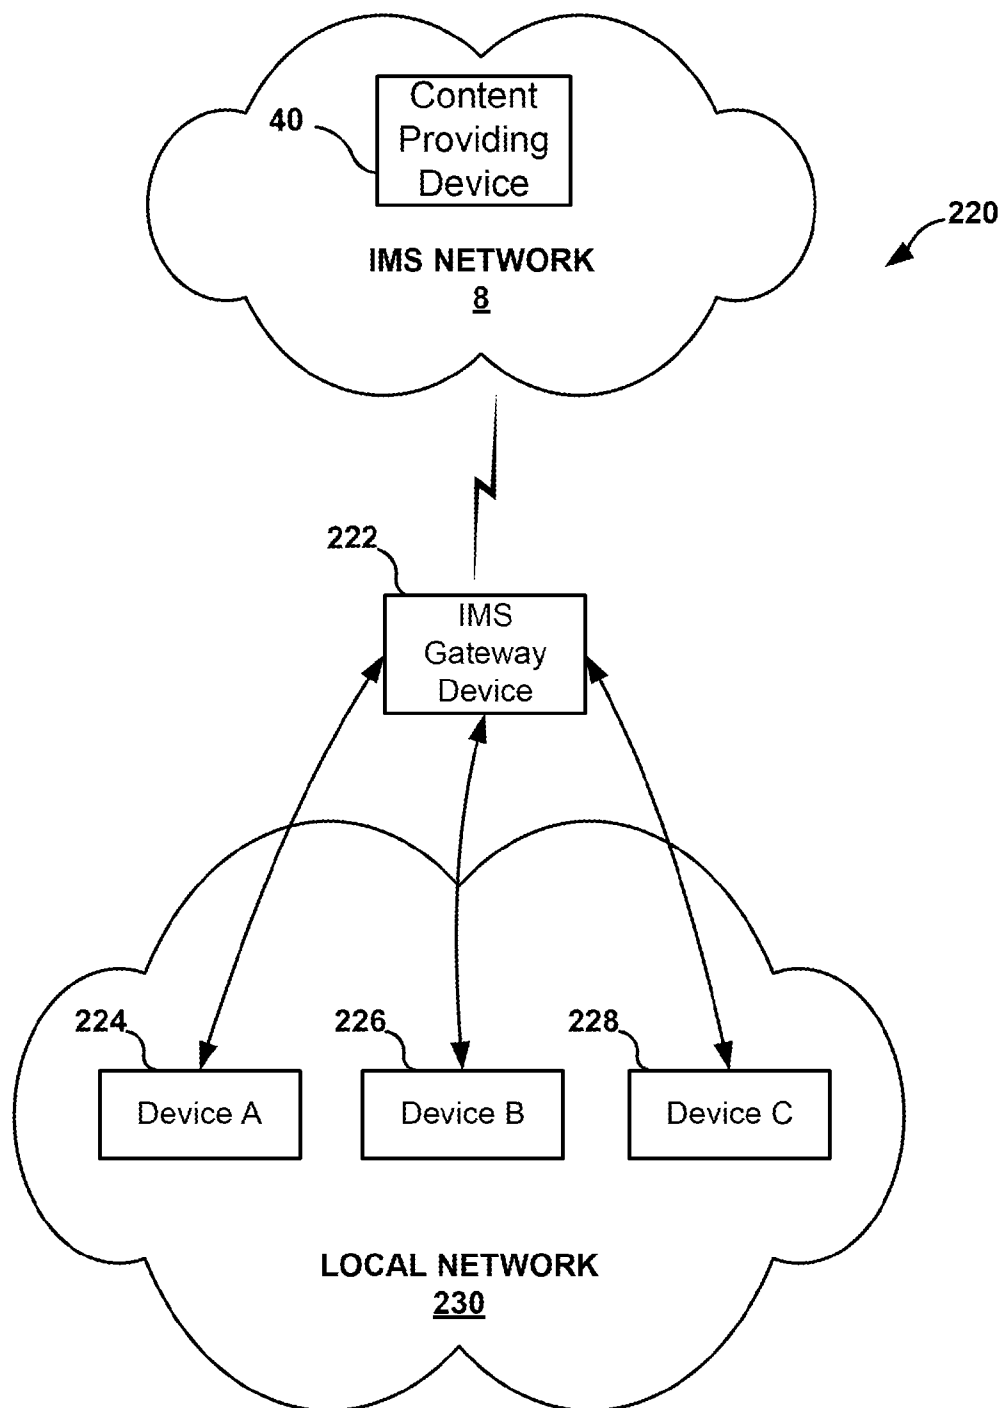 Content
Providing
Device
40
IMS NETWORK
8
220
222
IMS
Gateway
Device
224
226
228
Device A
Device B
Device C
LOCAL NETWORK
230